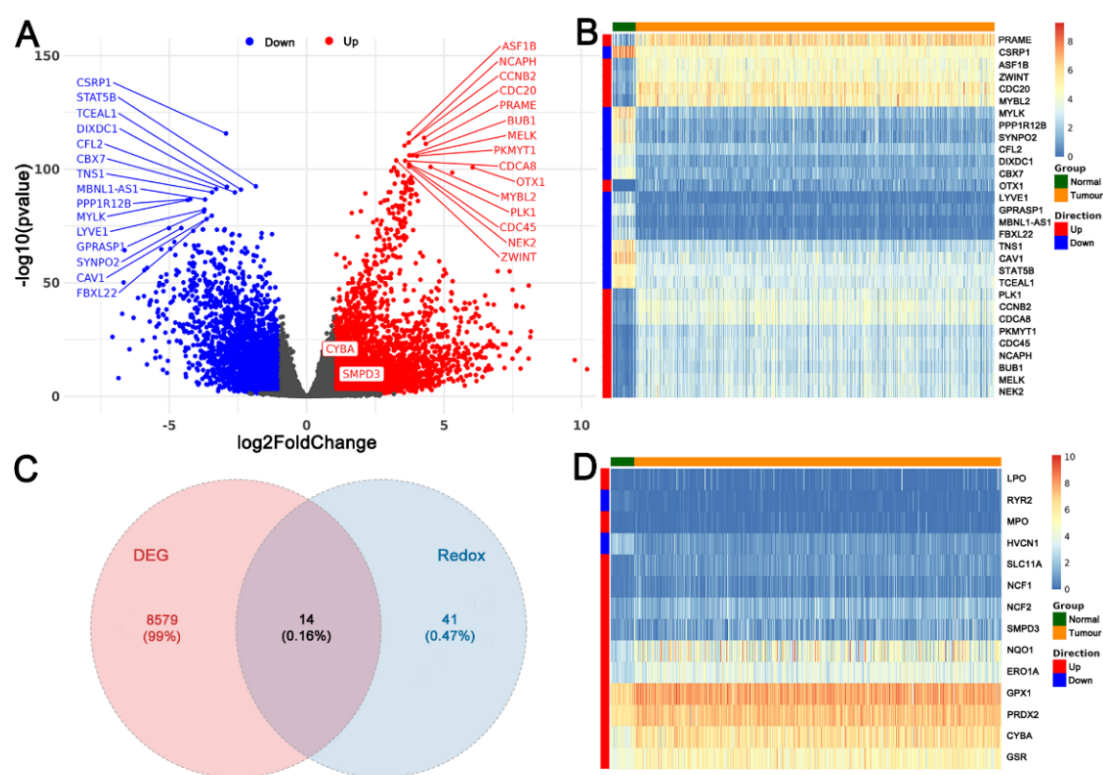 A
Down
Up
150
100
50
0
-log10(pvalue)
-5
0
5
10
log2FoldChange
CSRP1
STAT5B
TCEAL1
DIXDC1
CFL2
CBX7
TNS1
MBNL1-AS1
PPP1R12B
MYLK
LYVE1
GPRASP1
SYNPO2
CAV1
FBXL22
ASF1B
NCAPH
CCNB2
CDC20
PRAME
BUB1
MELK
PKMYT1
CDCA8
OTX1
MYBL2
PLK1
CDC45
NEK2
ZWINT
CYBA
SMPD3
B
PRAME
CSRP1
ASF1B
ZWINT
CDC20
MYBL2
MYLK
PPP1R12B
SYNPO2
CFL2
DIXDC1
CBX7
OTX1
LYVE1
GPRASP1
MBNL1-AS1
FBXL22
TNS1
CAV1
STAT5B
TCEAL1
PLK1
CCNB2
CDCA8
PKMYT1
CDC45
NCAPH
BUB1
MELK
NEK2
8
6
4
2
0
Group
Normal
Tumour
Direction
Up
Down
C
DEG
Redox
8579
(99%)
14
(0.16%)
41
(0.47%)
D
LPO
RYR2
MPO
HVCN1
SLC11A
NCF1
NCF2
SMPD3
NQO1
ERO1A
GPX1
PRDX2
CYBA
GSR
10
8
6
4
2
0
Group
Normal
Tumour
Direction
Up
Down